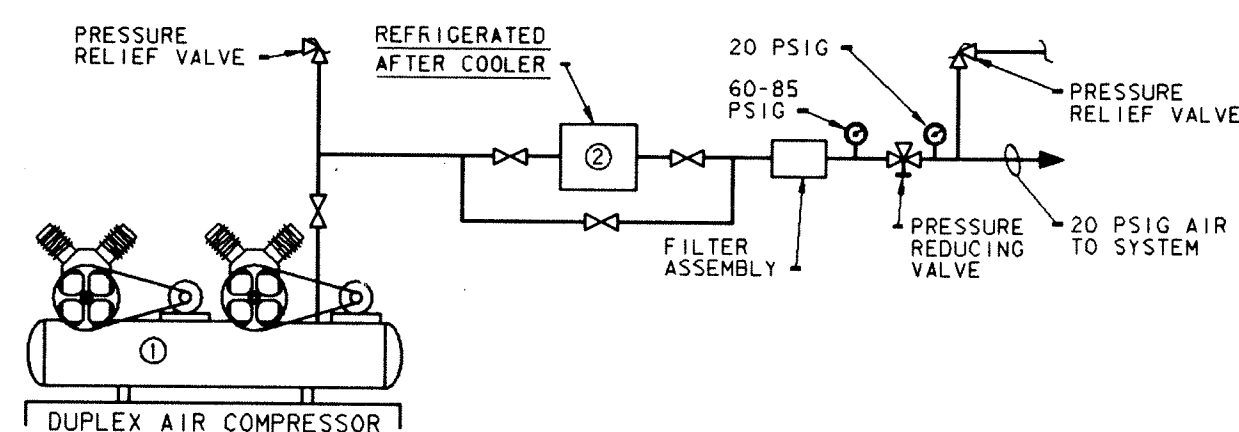 PRESSURE
RELIEF VALVE
REFRIGERATED
AFTER COOLER
20 PSIG
60-85
PSIG
PRESSURE
RELIEF VALVE
②
FILTER
ASSEMBLY
PRESSURE
REDUCING
VALVE
20 PSIG AIR
TO SYSTEM
①
DUPLEX AIR COMPRESSOR